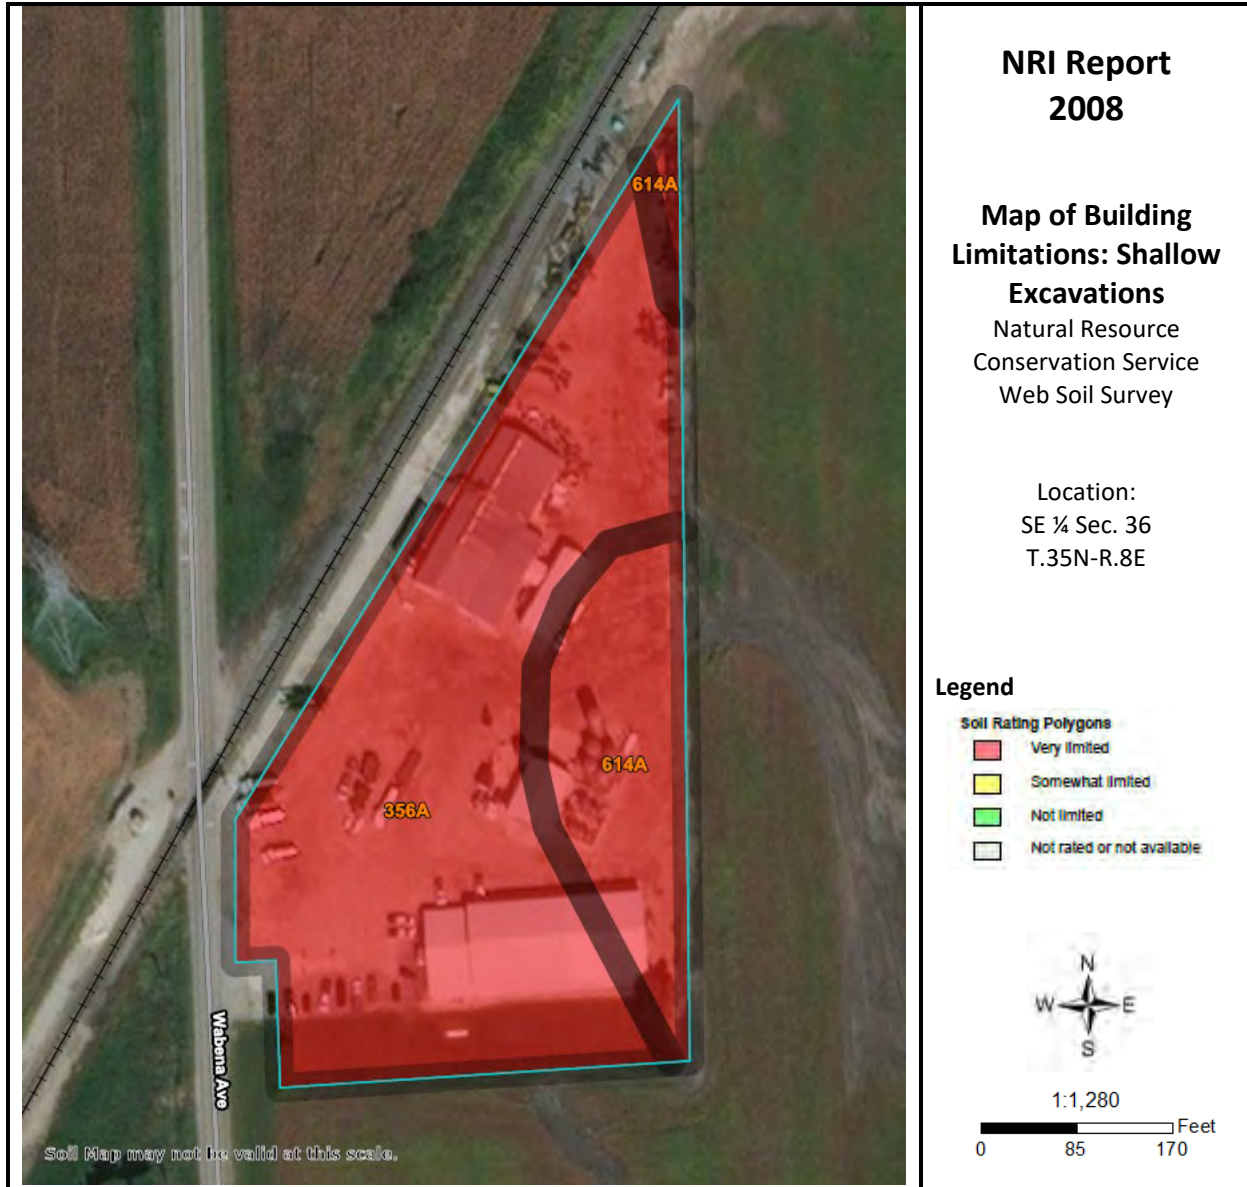 614A
614A
356A
Wabena Ave
Soil Map may not be valid at this scale.
NRI Report
2008
Map of Building
Limitations: Shallow
Excavations
Natural Resource
Conservation Service
Web Soil Survey
Location:
SE ¼ Sec. 36
T.35N-R.8E
Legend
Soil Rating Polygons
Very limited
Somewhat limited
Not limited
Not rated or not available
N
W E
S
1:1,280
Feet
0 85 170